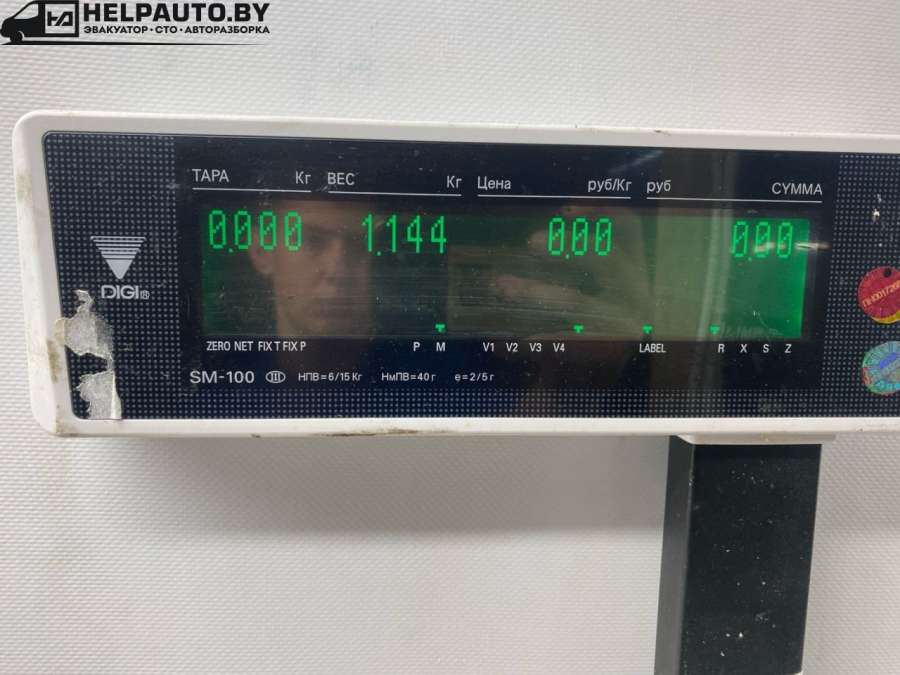 HELPAUTO.BY
ЭВАКУАТОР · СТО · АВТОРАЗБОРКА
ТАРА Кг ВЕС Кг Цена руб/Кг руб СУММА
0.000 1.144 0.00 0.00
DIGI®
ZERO NET FIX T FIX P P M V1 V2 V3 V4 LABEL R X S Z
SM-100 III НПВ=6/15 Кг НмПВ=40 г e=2/5 г